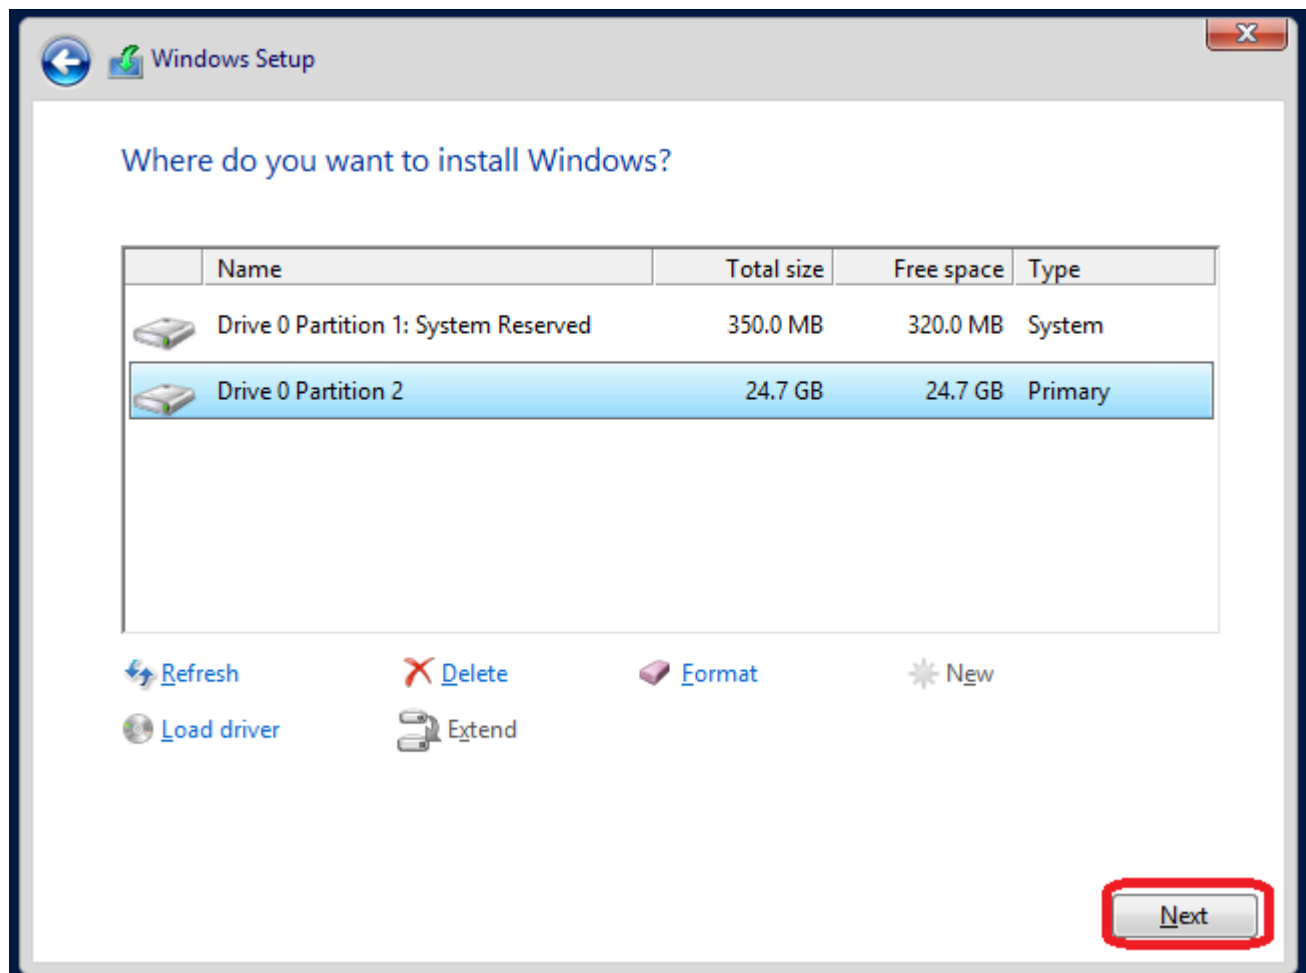 Windows Setup
Where do you want to install Windows?
Name Total size Free space Type
Drive 0 Partition 1: System Reserved 350.0 MB 320.0 MB System
Drive 0 Partition 2 24.7 GB 24.7 GB Primary
Refresh Delete Format New
Load driver Extend
Next